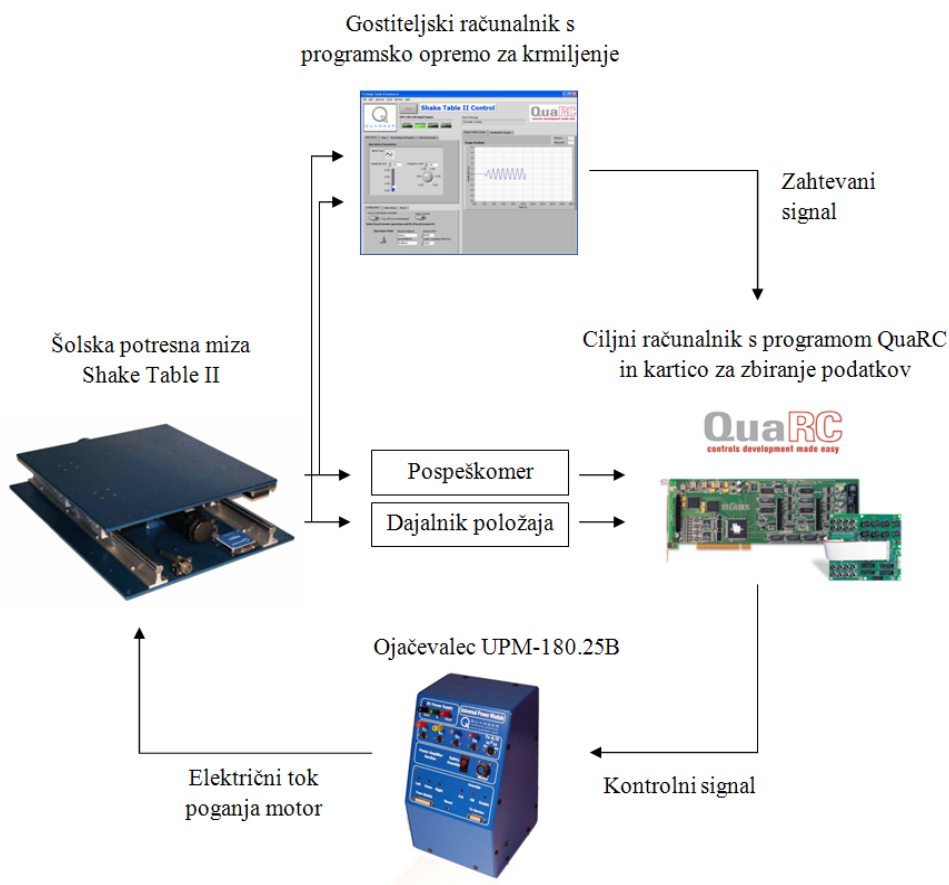 Gostiteljski računalnik s
programsko opremo za krmiljenje
Shake Table II Control
QuaRC
Zahtevani
signal
Šolska potresna miza
Shake Table II
Ciljni računalnik s programom QuaRC
in kartico za zbiranje podatkov
QuaRC
controls development made easy
Pospeškomer
Dajalnik položaja
Ojačevalec UPM-180.25B
Universal Power Module
QUANSER
Električni tok
poganja motor
Kontrolni signal